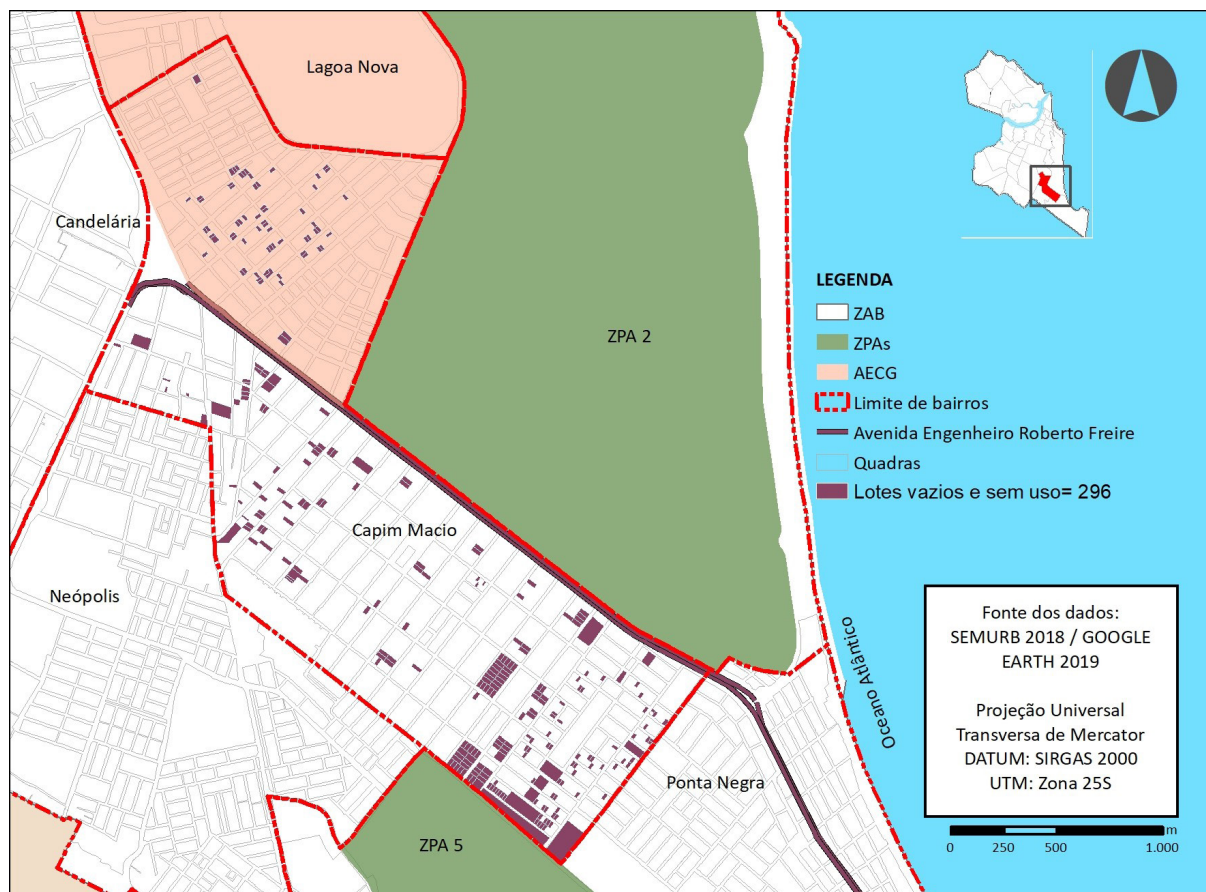 Lagoa Nova
Candelária
ZPA 2
Capim Macio
Neópolis
Ponta Negra
ZPA 5
Oceano Atlântico
LEGENDA
ZAB
ZPAs
AECG
Limite de bairros
Avenida Engenheiro Roberto Freire
Quadras
Lotes vazios e sem uso= 296
Fonte dos dados:
SEMURB 2018 / GOOGLE
EARTH 2019
Projeção Universal
Transversa de Mercator
DATUM: SIRGAS 2000
UTM: Zona 25S
m
0 250 500 1.000